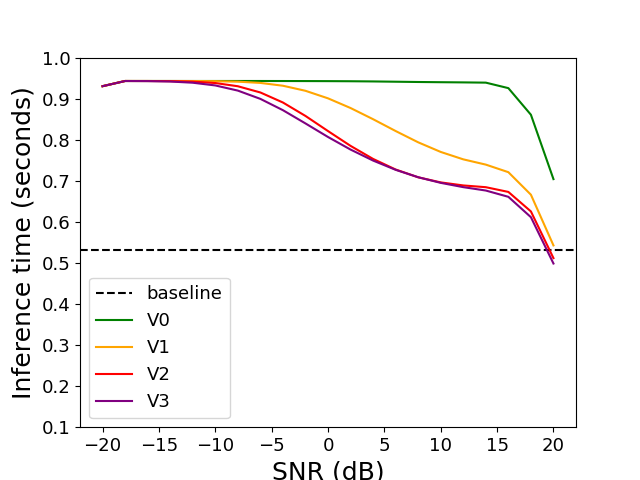 1.0
0.9
0.8
0.7
0.6
0.5
0.4
0.3
0.2
0.1
Inference time (seconds)
baseline
V0
V1
V2
V3
−20 −15 −10 −5 0 5 10 15 20
SNR (dB)